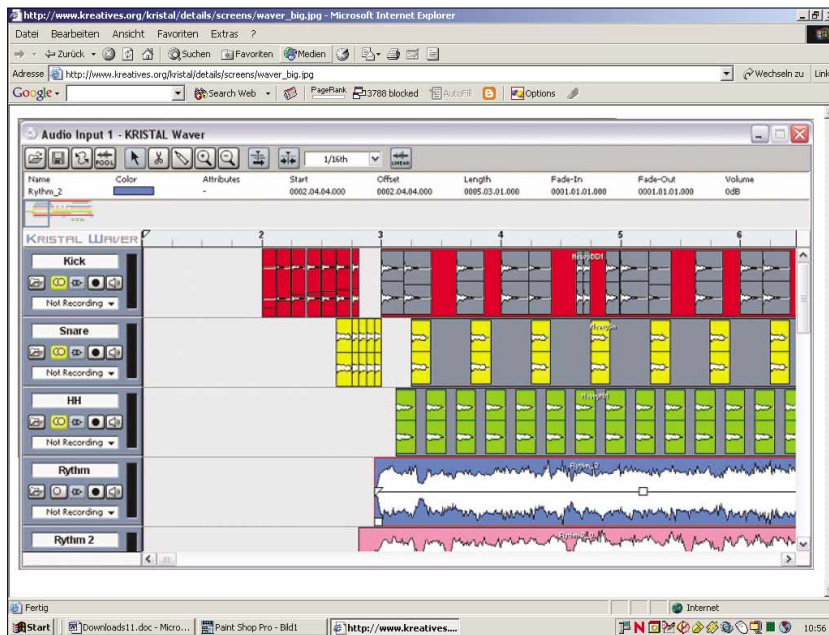 http://www.kreatives.org/kristal/details/screens/waver_big.jpg - Microsoft Internet Explorer
Datei Bearbeiten Ansicht Favoriten Extras ?
Zurück Suchen Favoriten Medien
Adresse http://www.kreatives.org/kristal/details/screens/waver_big.jpg Wechseln zu Link
Google Search Web PageRank 3788 blocked AutoFill Options
Audio Input 1 - KRISTAL Waver
POOL 1/16th LINEAR
Name Color Attributes Start Offset Length Fade-In Fade-Out Volume
Rythm_2 - 0002.04.04.000 0002.04.04.000 0005.03.01.000 0001.01.01.000 0001.01.01.000 0dB
KRISTAL WAVER 2 3 4 5 6
Kick
Not Recording
Snare
Not Recording
HH
Not Recording
Rythm Rythm_2
Not Recording
Rythm 2
Fertig Internet
Start Downloads11.doc - Micro... Paint Shop Pro - Bild1 http://www.kreatives.... 10:56